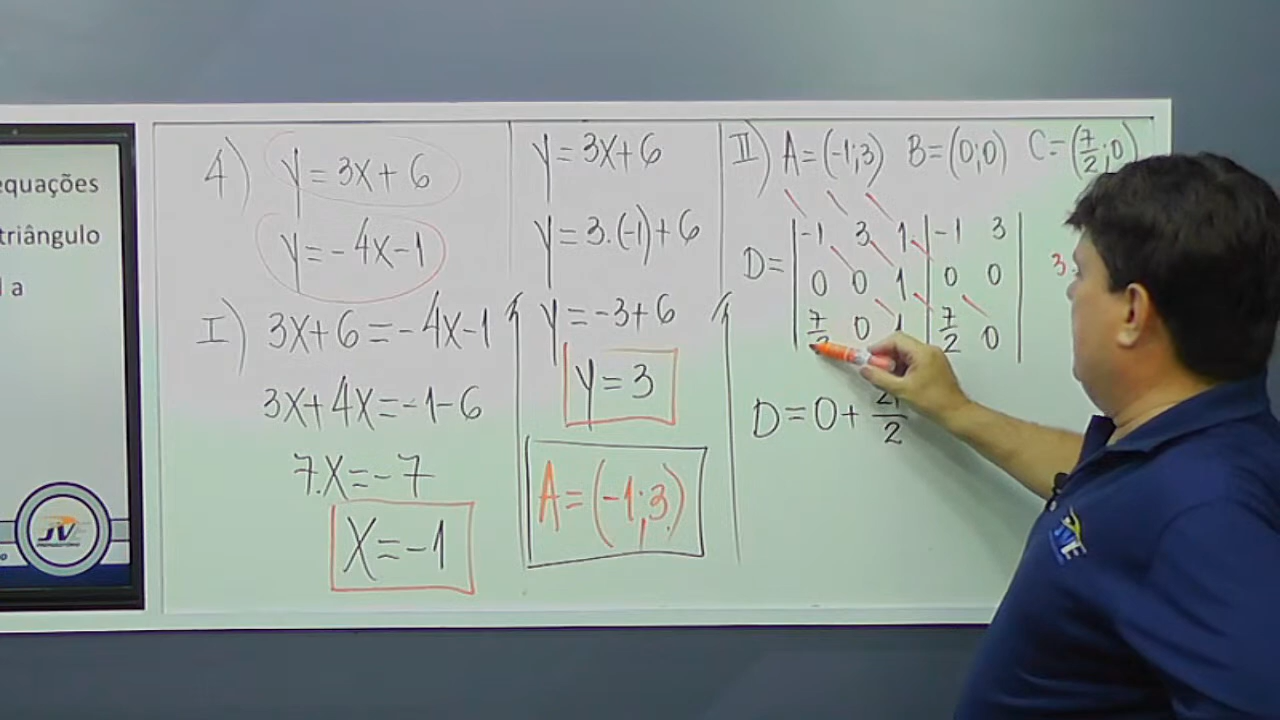 equações
triângulo
l a
JV
4) y = 3x + 6
y = -4x - 1
I) 3x + 6 = -4x - 1
3x + 4x = -1 - 6
7.x = -7
x = -1
y = 3x + 6
y = 3.(-1) + 6
y = -3 + 6
y = 3
A = (-1;3)
II) A = (-1;3) B = (0;0) C = (7/2;0)
D = | -1 3 1 | -1 3 |
0 0 1 | 0 0
7/2 0 1 | 7/2 0
3.
D = 0 + 21/2